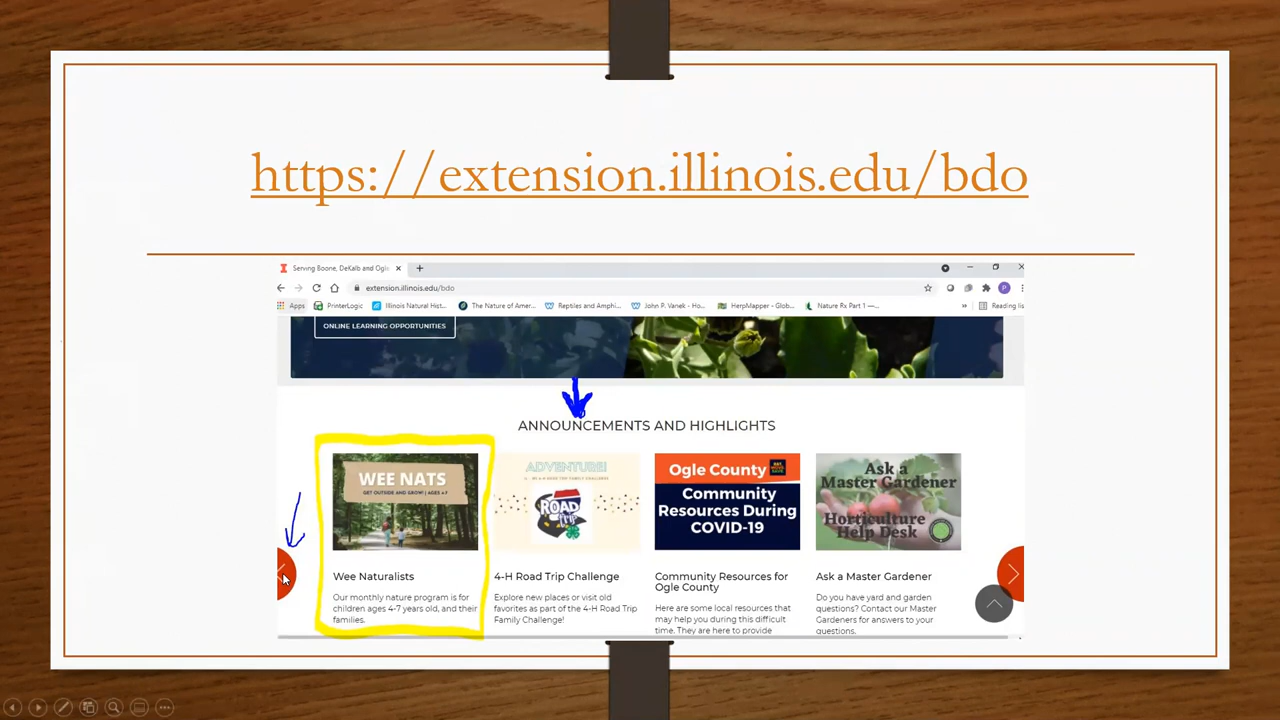 https://extension.illinois.edu/bdo
Serving Boone, DeKalb and Ogle
extension.illinois.edu/bdo
Apps PrinterLogic Illinois Natural Hist... The Nature of Amer... Reptiles and Amphi... John P. Vanek - Ho... HerpMapper - Glob... Nature Rx Part 1 —... Reading list
ONLINE LEARNING OPPORTUNITIES
ANNOUNCEMENTS AND HIGHLIGHTS
WEE NATS
GET OUTSIDE AND GROW! | AGES 4-7
Wee Naturalists
Our monthly nature program is for
children ages 4-7 years old, and their
families.
ADVENTURE!
ROAD
trip
4-H Road Trip Challenge
Explore new places or visit old
favorites as part of the 4-H Road Trip
Family Challenge!
Ogle County
Community
Resources During
COVID-19
Community Resources for
Ogle County
Here are some local resources that
may help you during this difficult
time. They are here to provide
Ask a
Master Gardener
Horticulture
Help Desk
Ask a Master Gardener
Do you have yard and garden
questions? Contact our Master
Gardeners for answers to your
questions.